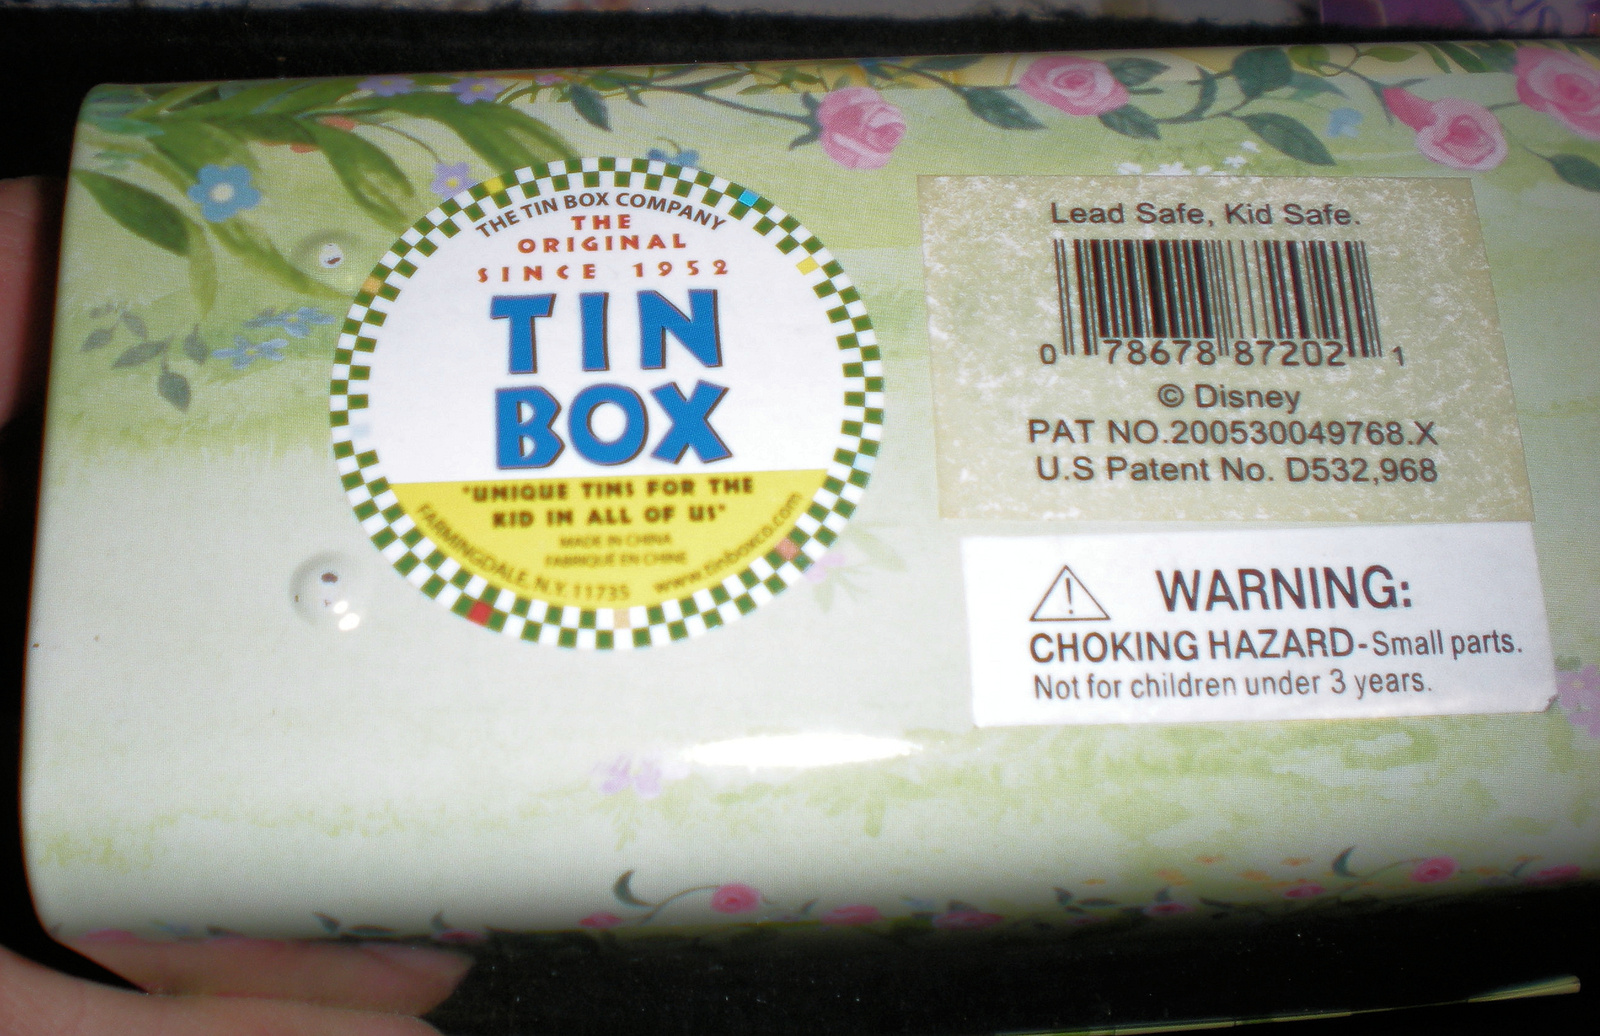 THE TIN BOX COMPANY
THE
ORIGINAL
SINCE 1952
TIN
BOX
"UNIQUE TINS FOR THE
KID IN ALL OF US"
MADE IN CHINA
FABRIQUÉ EN CHINE
FARMINGDALE, N.Y. 11735 www.tinboxco.com
Lead Safe, Kid Safe.
0 78678 87202 1
© Disney
PAT NO.200530049768.X
U.S Patent No. D532,968
WARNING:
CHOKING HAZARD-Small parts.
Not for children under 3 years.